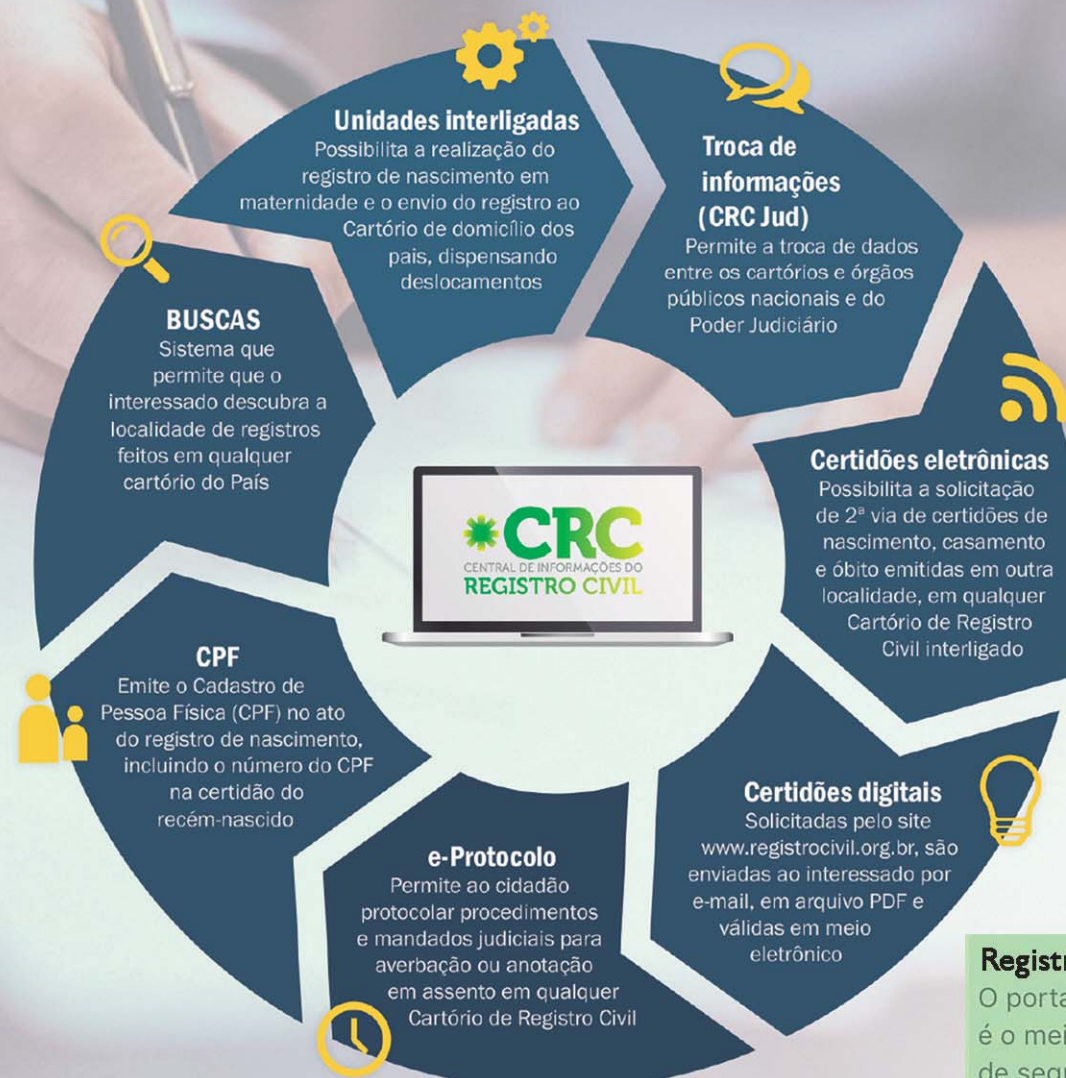 Unidades interligadas
Possibilita a realização do
registro de nascimento em
maternidade e o envio do registro ao
Cartório de domicílio dos
pais, dispensando
deslocamentos
Troca de
informações
(CRC Jud)
Permite a troca de dados
entre os cartórios e órgãos
públicos nacionais e do
Poder Judiciário
Certidões eletrônicas
Possibilita a solicitação
de 2ª via de certidões de
nascimento, casamento
e óbito emitidas em outra
localidade, em qualquer
Cartório de Registro
Civil interligado
Certidões digitais
Solicitadas pelo site
www.registrocivil.org.br, são
enviadas ao interessado por
e-mail, em arquivo PDF e
válidas em meio
eletrônico
e-Protocolo
Permite ao cidadão
protocolar procedimentos
e mandados judiciais para
averbação ou anotação
em assento em qualquer
Cartório de Registro Civil
CPF
Emite o Cadastro de
Pessoa Física (CPF) no ato
do registro de nascimento,
incluindo o número do CPF
na certidão do
recém-nascido
BUSCAS
Sistema que
permite que o
interessado descubra a
localidade de registros
feitos em qualquer
cartório do País
CRC
CENTRAL DE INFORMAÇÕES DO
REGISTRO CIVIL
O
é o
de